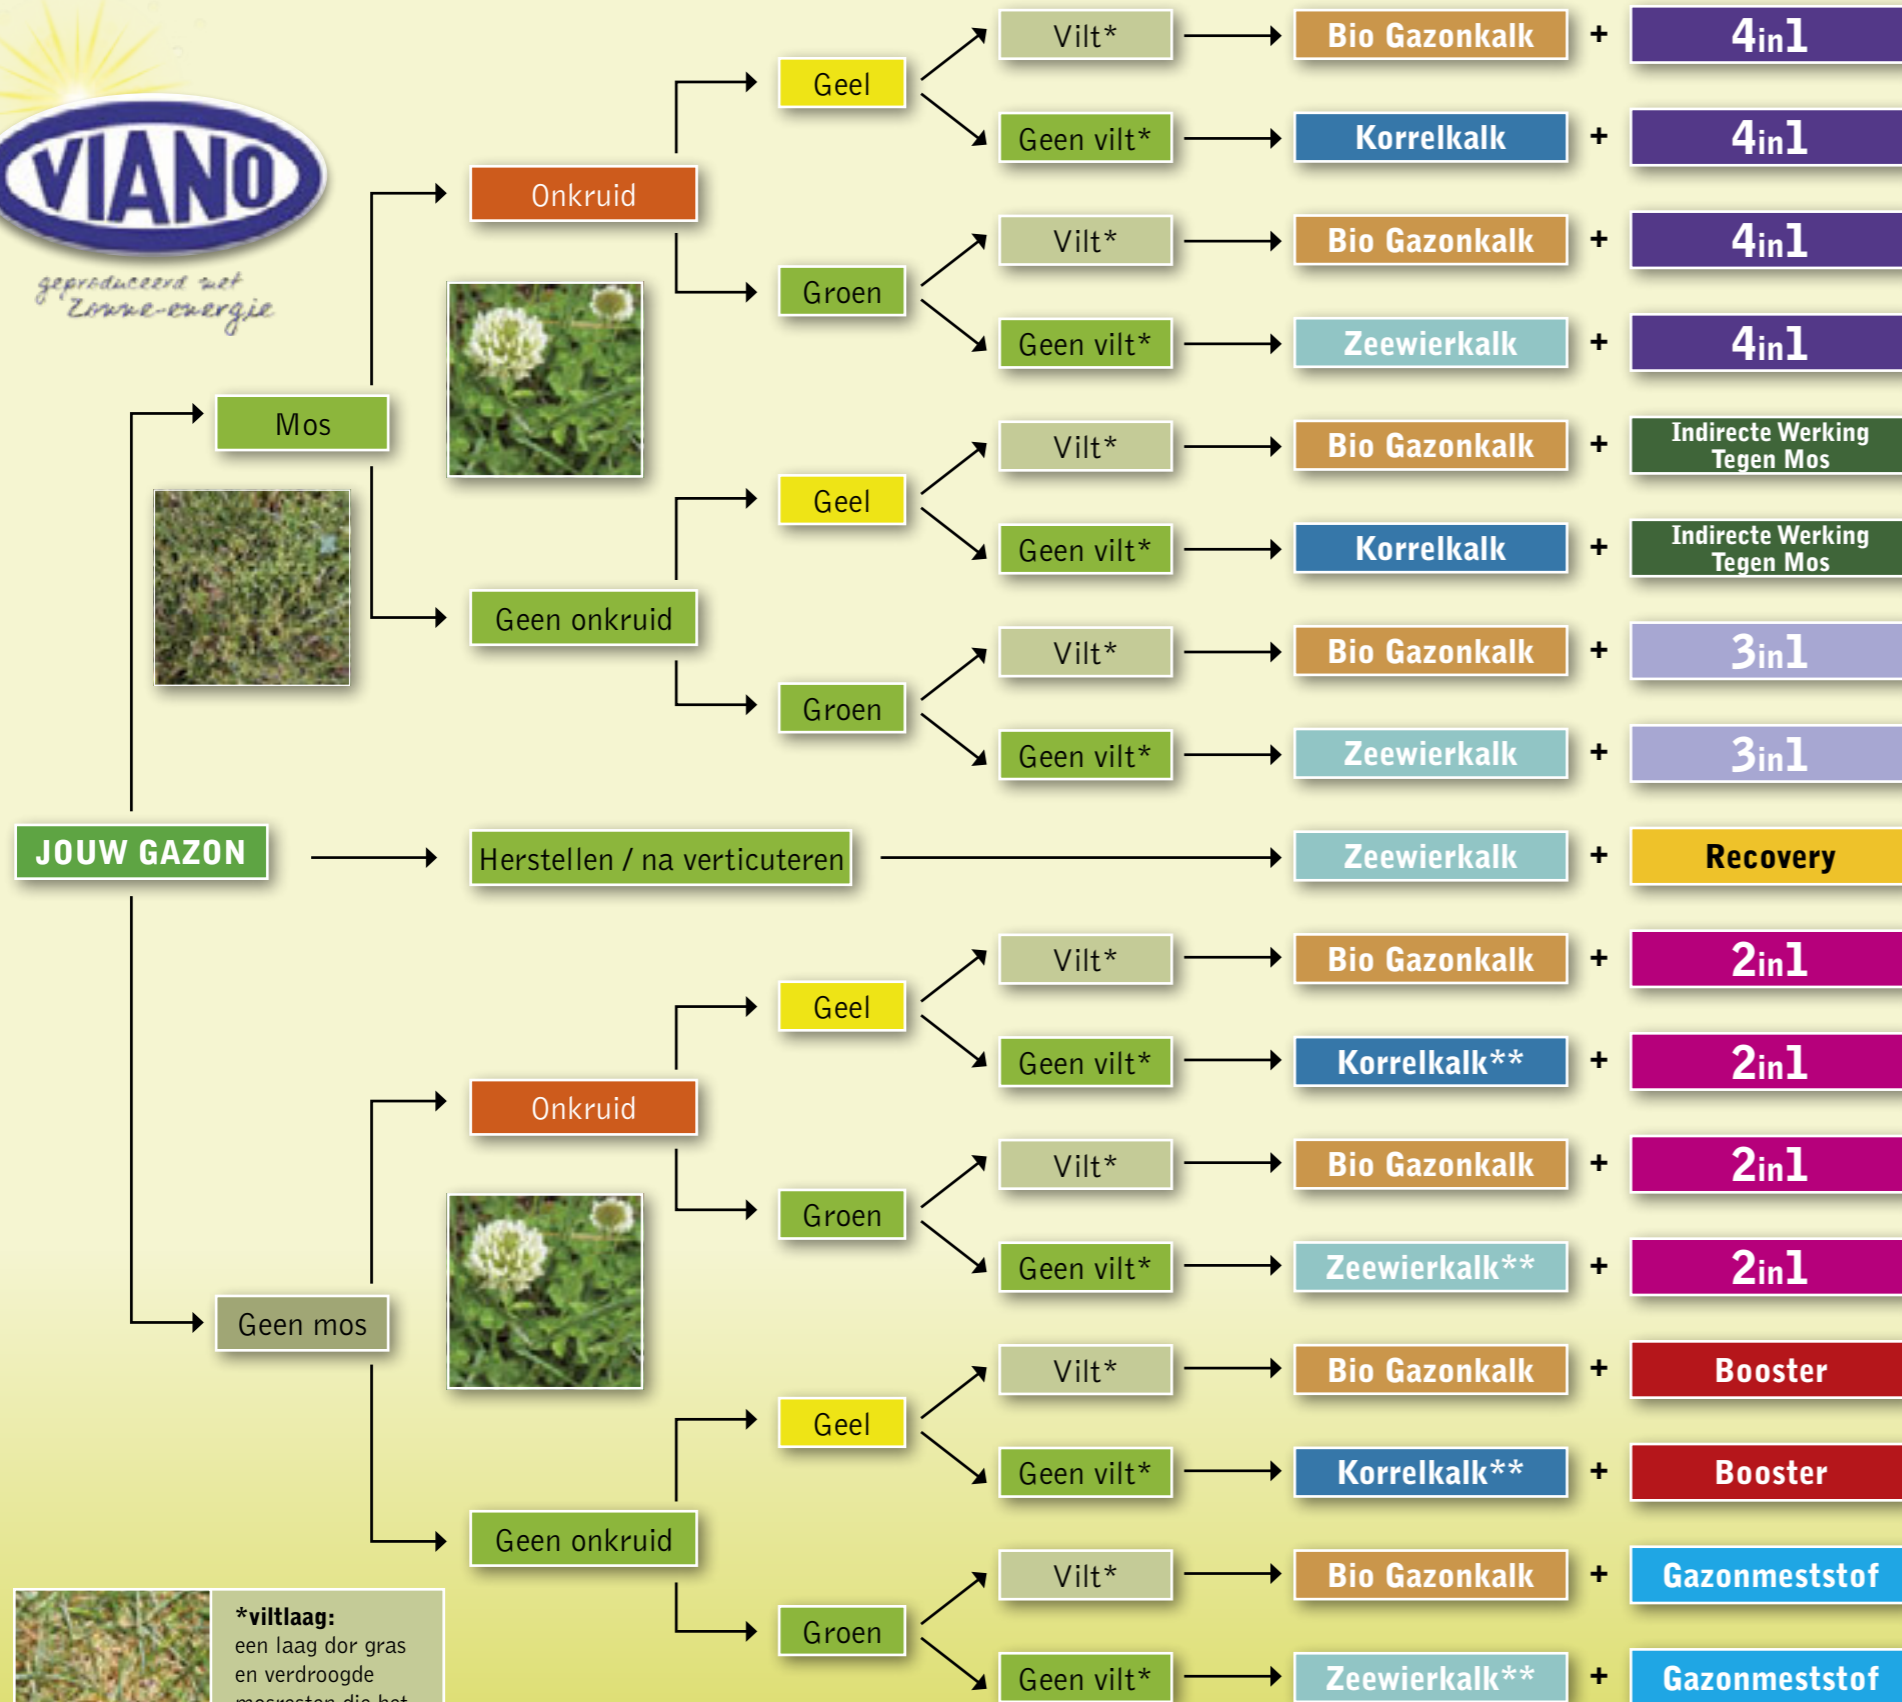 VIANO
geproduceerd met
Zonne-energie
Vilt* Bio Gazonkalk + 4in1
Geel
Geen vilt* Korrelkalk + 4in1
Onkruid
Vilt* Bio Gazonkalk + 4in1
Groen
Geen vilt* Zeewierkalk + 4in1
Mos
Vilt* Bio Gazonkalk + Indirecte Werking
Tegen Mos
Geel
Geen vilt* Korrelkalk + Indirecte Werking
Tegen Mos
Geen onkruid
Vilt* Bio Gazonkalk + 3in1
Groen
Geen vilt* Zeewierkalk + 3in1
JOUW GAZON Herstellen / na verticuteren Zeewierkalk + Recovery
Vilt* Bio Gazonkalk + 2in1
Geel
Geen vilt* Korrelkalk** + 2in1
Onkruid
Vilt* Bio Gazonkalk + 2in1
Groen
Geen vilt* Zeewierkalk** + 2in1
Geen mos
Vilt* Bio Gazonkalk + Booster
Geel
Geen vilt* Korrelkalk** + Booster
Geen onkruid
Vilt* Bio Gazonkalk + Gazonmeststof
Groen
Geen vilt* Zeewierkalk** + Gazonmeststof
*viltlaag:
een laag dor gras
en verdroogde
mosresten die het